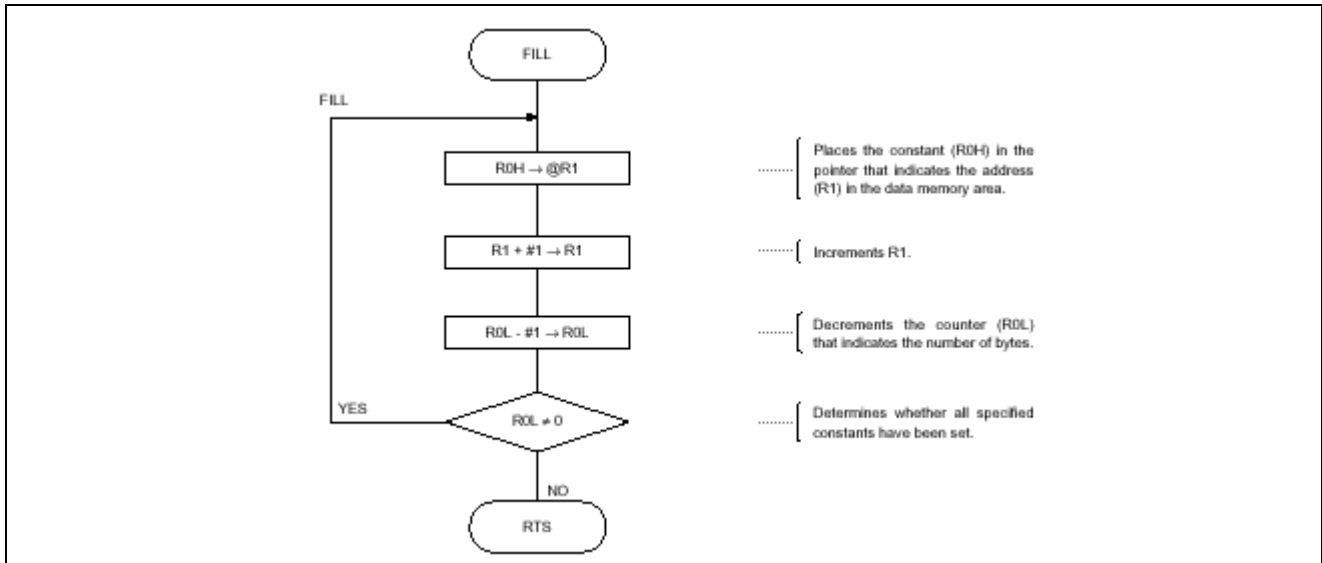 FILL
FILL
R0H → @R1
Places the constant (R0H) in the
pointer that indicates the address
(R1) in the data memory area.
R1 + #1 → R1
Increments R1.
R0L - #1 → R0L
Decrements the counter (R0L)
that indicates the number of bytes.
YES
R0L ≠ 0
Determines whether all specified
constants have been set.
NO
RTS